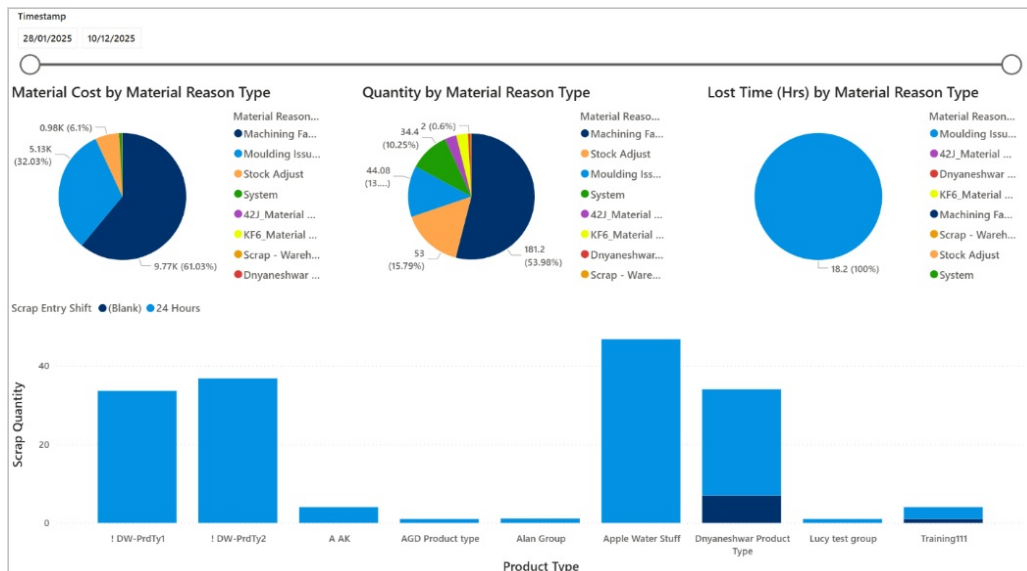 Timestamp
28/01/2025 10/12/2025
Material Cost by Material Reason Type
0.98K (6.1%)
5.13K
(32.03%)
9.77K (61.03%)
Material Reaso...
Machining Fa...
Moulding Issu...
Stock Adjust
System
42J_Material ...
KF6_Material ...
Scrap - Wareh...
Dnyaneshwar ...
Quantity by Material Reason Type
2 (0.6%)
34.4
(10.25%)
44.08
(13....)
53
(15.79%)
181.2
(53.98%)
Material Reaso...
Machining Fa...
Stock Adjust
Moulding Iss...
System
42J_Material ...
KF6_Material ...
Dnyaneshwar...
Scrap - Ware...
Lost Time (Hrs) by Material Reason Type
18.2 (100%)
Material Reaso...
Moulding Issu...
42J_Material ...
Dnyaneshwar ...
KF6_Material ...
Machining Fa...
Scrap - Wareh...
Stock Adjust
System
Scrap Entry Shift (Blank) 24 Hours
Scrap Quantity
40
20
0
! DW-PrdTy1
! DW-PrdTy2
A AK
AGD Product type
Alan Group
Apple Water Stuff
Dnyaneshwar Product
Type
Lucy test group
Training111
Product Type